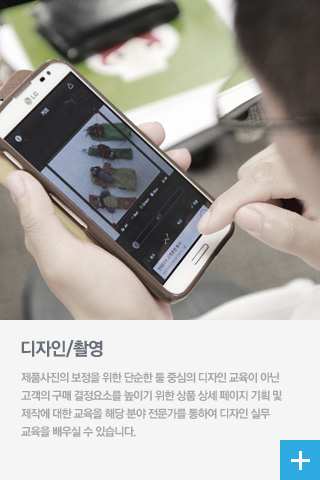 LG
디자인/촬영
제품사진의 보정을 위한 단순한 툴 중심의 디자인 교육이 아닌
고객의 구매 결정요소를 높이기 위한 상품 상세 페이지 기획 및
제작에 대한 교육을 해당 분야 전문가를 통하여 디자인 실무
교육을 배우실 수 있습니다.